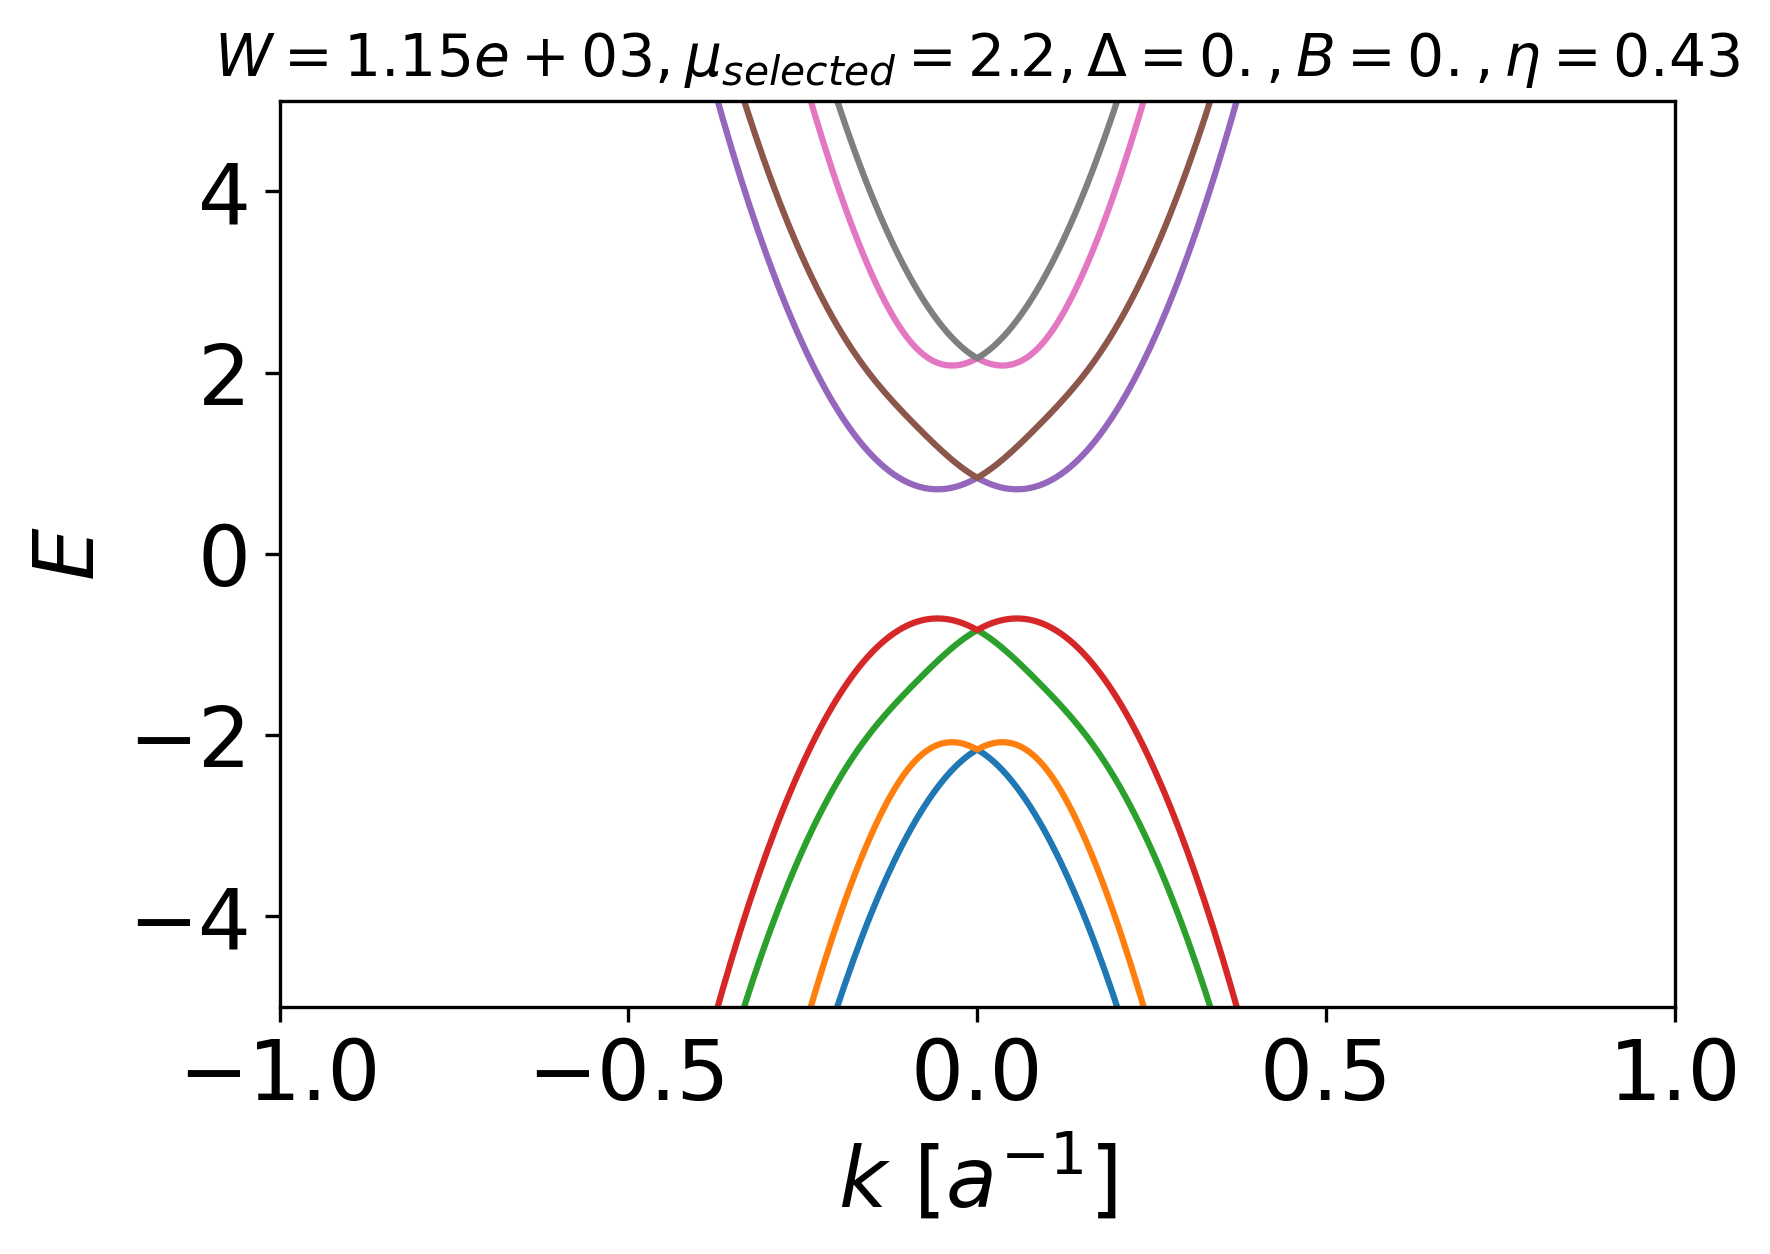 W = 1.15e + 03, μ_selected = 2.2, Δ = 0., B = 0., η = 0.43
4
2
0
−2
−4
E
−1.0 −0.5 0.0 0.5 1.0
k [a⁻¹]